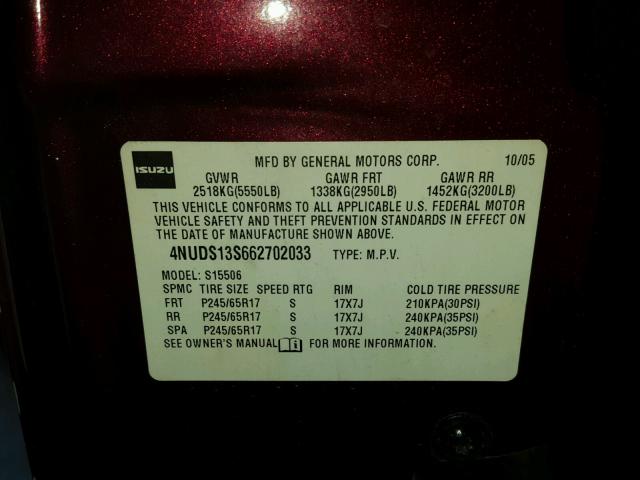 ISUZU
MFD BY GENERAL MOTORS CORP. 10/05
GVWR GAWR FRT GAWR RR
2518KG(5550LB) 1338KG(2950LB) 1452KG(3200LB)
THIS VEHICLE CONFORMS TO ALL APPLICABLE U.S. FEDERAL MOTOR
VEHICLE SAFETY AND THEFT PREVENTION STANDARDS IN EFFECT ON
THE DATE OF MANUFACTURE SHOWN ABOVE.
4NUDS13S662702033 TYPE: M.P.V.
MODEL: S15506
SPMC TIRE SIZE SPEED RTG RIM COLD TIRE PRESSURE
FRT P245/65R17 S 17X7J 210KPA(30PSI)
RR P245/65R17 S 17X7J 240KPA(35PSI)
SPA P245/65R17 S 17X7J 240KPA(35PSI)
SEE OWNER'S MANUAL FOR MORE INFORMATION.